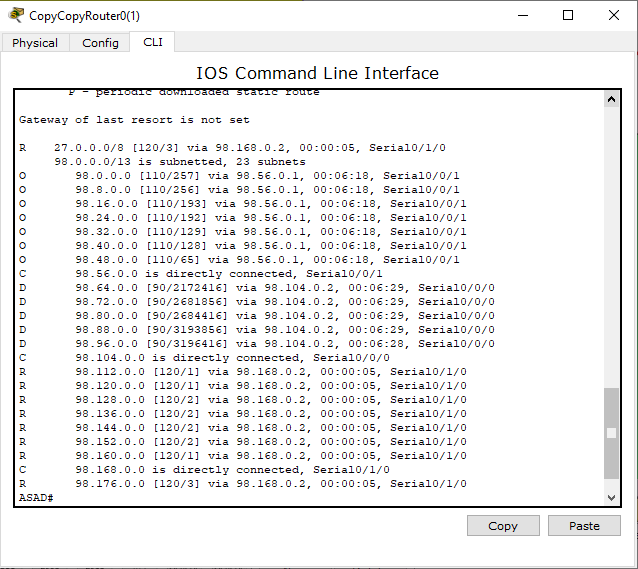 CopyCopyRouter0(1)
Physical Config CLI
IOS Command Line Interface
P - periodic downloaded static route
Gateway of last resort is not set
R    27.0.0.0/8 [120/3] via 98.168.0.2, 00:00:05, Serial0/1/0
     98.0.0.0/13 is subnetted, 23 subnets
O       98.0.0.0 [110/257] via 98.56.0.1, 00:06:18, Serial0/0/1
O       98.8.0.0 [110/256] via 98.56.0.1, 00:06:18, Serial0/0/1
O       98.16.0.0 [110/193] via 98.56.0.1, 00:06:18, Serial0/0/1
O       98.24.0.0 [110/192] via 98.56.0.1, 00:06:18, Serial0/0/1
O       98.32.0.0 [110/129] via 98.56.0.1, 00:06:18, Serial0/0/1
O       98.40.0.0 [110/128] via 98.56.0.1, 00:06:18, Serial0/0/1
O       98.48.0.0 [110/65] via 98.56.0.1, 00:06:18, Serial0/0/1
C       98.56.0.0 is directly connected, Serial0/0/1
D       98.64.0.0 [90/2172416] via 98.104.0.2, 00:06:29, Serial0/0/0
D       98.72.0.0 [90/2681856] via 98.104.0.2, 00:06:29, Serial0/0/0
D       98.80.0.0 [90/2684416] via 98.104.0.2, 00:06:29, Serial0/0/0
D       98.88.0.0 [90/3193856] via 98.104.0.2, 00:06:29, Serial0/0/0
D       98.96.0.0 [90/3196416] via 98.104.0.2, 00:06:28, Serial0/0/0
C       98.104.0.0 is directly connected, Serial0/0/0
R       98.112.0.0 [120/1] via 98.168.0.2, 00:00:05, Serial0/1/0
R       98.120.0.0 [120/1] via 98.168.0.2, 00:00:05, Serial0/1/0
R       98.128.0.0 [120/2] via 98.168.0.2, 00:00:05, Serial0/1/0
R       98.136.0.0 [120/2] via 98.168.0.2, 00:00:05, Serial0/1/0
R       98.144.0.0 [120/2] via 98.168.0.2, 00:00:05, Serial0/1/0
R       98.152.0.0 [120/2] via 98.168.0.2, 00:00:05, Serial0/1/0
R       98.160.0.0 [120/1] via 98.168.0.2, 00:00:05, Serial0/1/0
C       98.168.0.0 is directly connected, Serial0/1/0
R       98.176.0.0 [120/3] via 98.168.0.2, 00:00:05, Serial0/1/0
ASAD#
Copy Paste